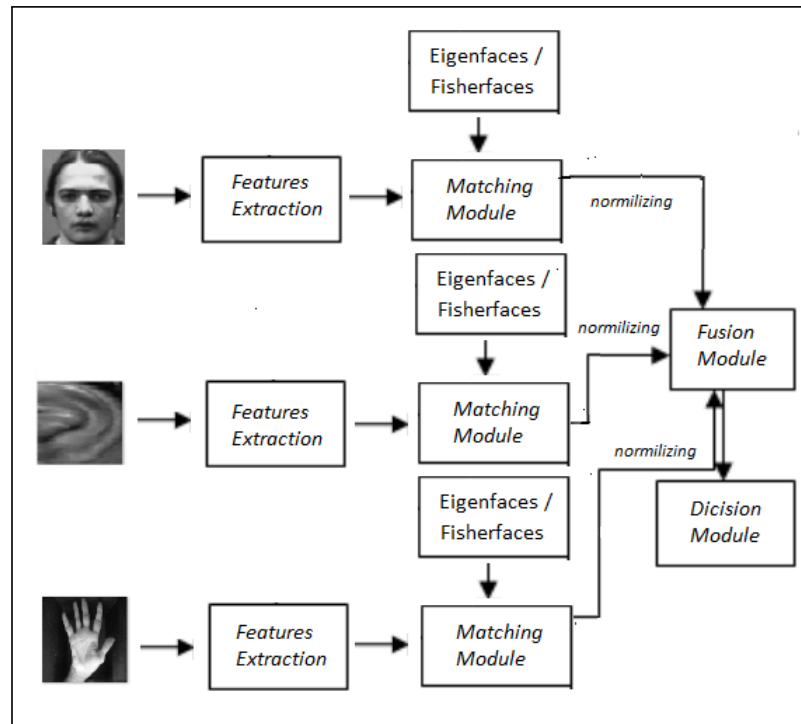 Eigenfaces /
Fisherfaces
Features
Extraction
Matching
Module
normilizing
Eigenfaces /
Fisherfaces
normilizing
Fusion
Module
Features
Extraction
Matching
Module
normilizing
Eigenfaces /
Fisherfaces
Dicision
Module
Features
Extraction
Matching
Module